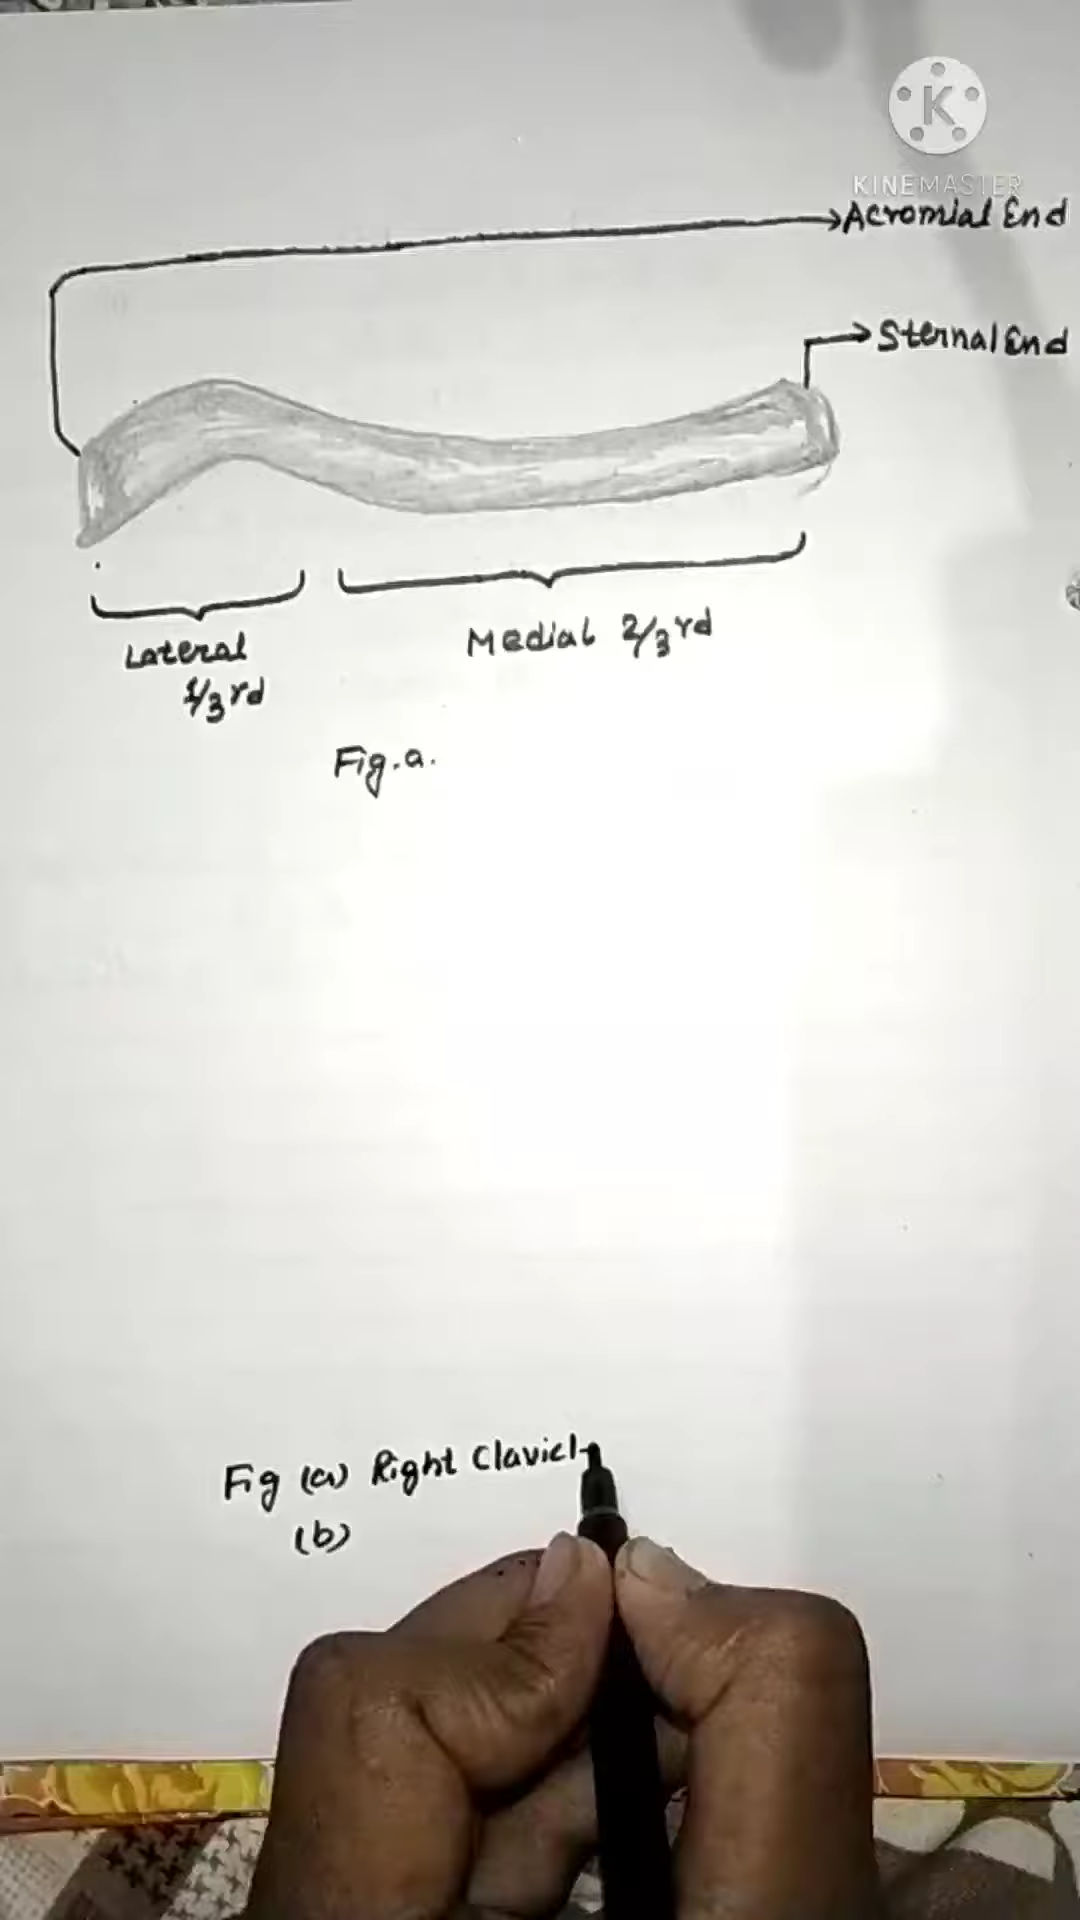 K
KINEMASTER
Acromial End
Sternal End
Lateral
1/3rd
Medial 2/3rd
Fig.a.
Fig (a) Right Clavicl
(b)